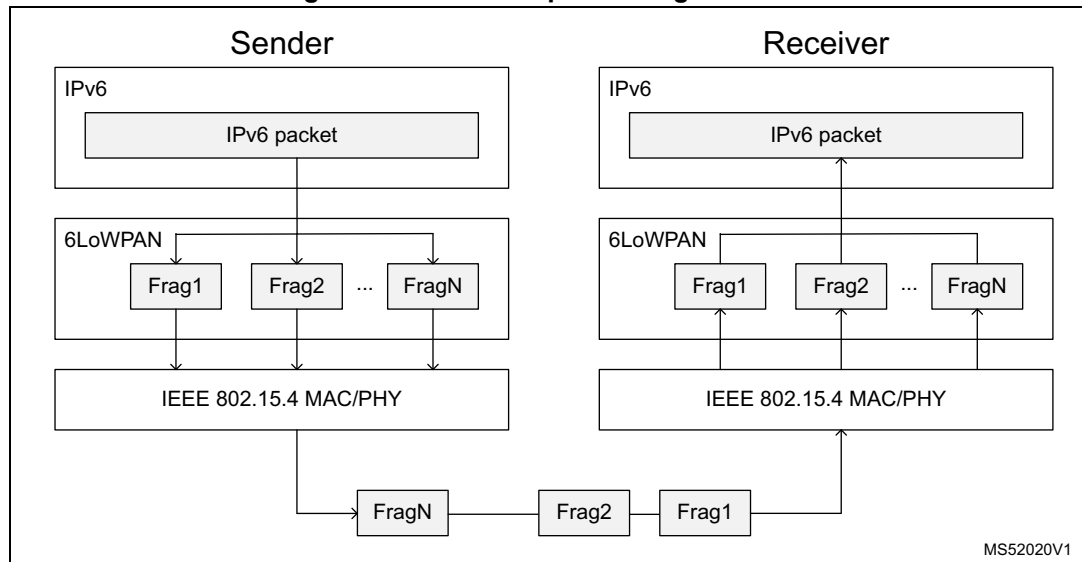 Sender
Receiver
IPv6
IPv6 packet
IPv6
IPv6 packet
6LoWPAN
Frag1
Frag2
...
FragN
6LoWPAN
Frag1
Frag2
...
FragN
IEEE 802.15.4 MAC/PHY
IEEE 802.15.4 MAC/PHY
FragN
Frag2
Frag1
MS52020V1